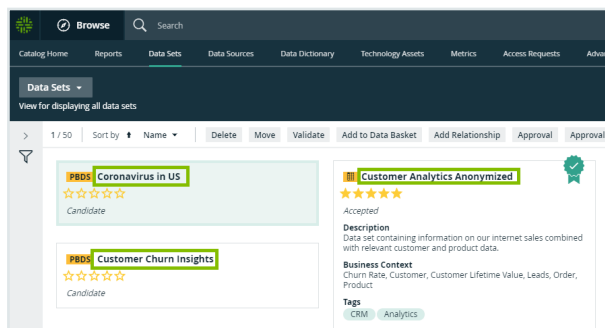 Browse Search
Catalog Home Reports Data Sets Data Sources Data Dictionary Technology Assets Metrics Access Requests
Data Sets
View for displaying all data sets
1 / 50 Sort by Name Delete Move Validate Add to Data Basket Add Relationship Approval Approval
PBDS Coronavirus in US
Candidate
PBDS Customer Churn Insights
Candidate
Customer Analytics Anonymized
Accepted
Description
Data set containing information on our internet sales combined
with relevant customer and product data.
Business Context
Churn Rate, Customer, Customer Lifetime Value, Leads, Order,
Product
Tags
CRM Analytics